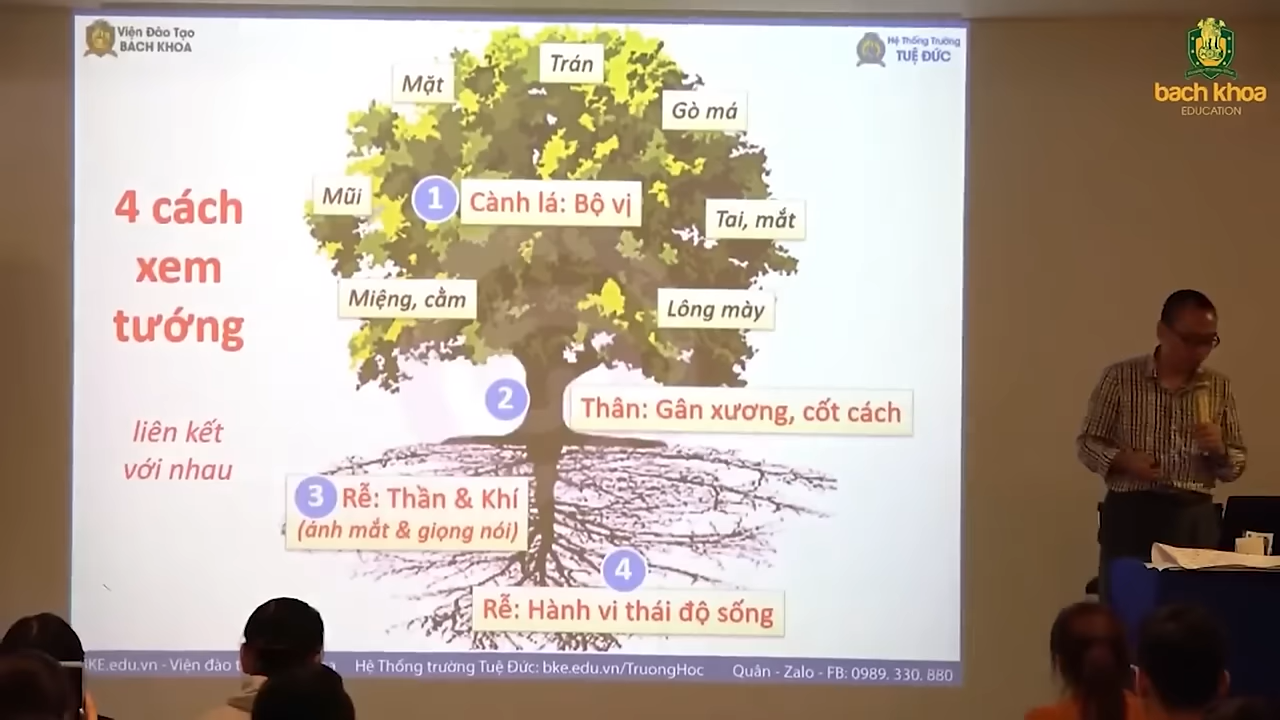 Viện Đào Tạo
BÁCH KHOA
Hệ Thống Trường
TUỆ ĐỨC
bach khoa
EDUCATION
Trán
Mặt
Gò má
Mũi
1 Cành lá: Bộ vị
Tai, mắt
Miệng, cằm
Lông mày
4 cách
xem
tướng
liên kết
với nhau
2 Thân: Gân xương, cốt cách
3 Rễ: Thần & Khí
(ánh mắt & giọng nói)
4
Rễ: Hành vi thái độ sống
KE.edu.vn - Viện đào Hệ Thống trường Tuệ Đức: bke.edu.vn/TruongHoc Quân - Zalo - FB: 0989. 330. 880